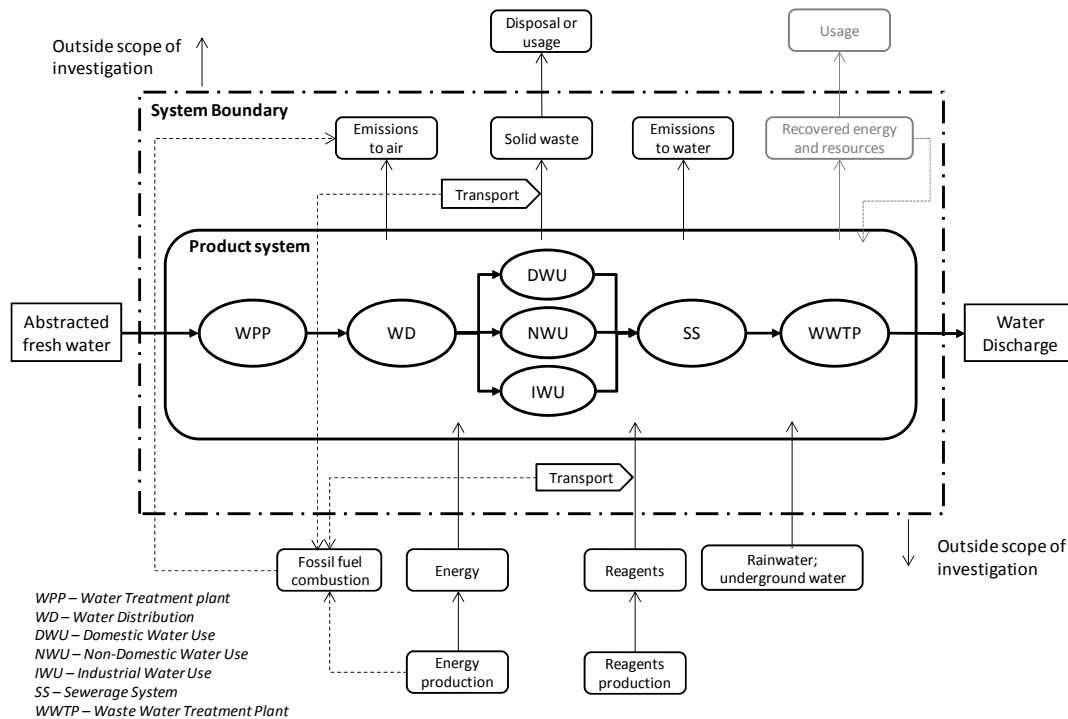 Disposal or
usage
Usage
Outside scope of
investigation
System Boundary
Emissions
to air
Solid waste
Emissions
to water
Recovered energy
and resources
Transport
Product system
DWU
Abstracted
fresh water
WPP
WD
NWU
SS
WWTP
Water
Discharge
IWU
Transport
Fossil fuel
combustion
Energy
Reagents
Rainwater;
underground water
Outside scope of
investigation
WPP – Water Treatment plant
WD – Water Distribution
DWU – Domestic Water Use
NWU – Non-Domestic Water Use
IWU – Industrial Water Use
SS – Sewerage System
WWTP – Waste Water Treatment Plant
Energy
production
Reagents
production